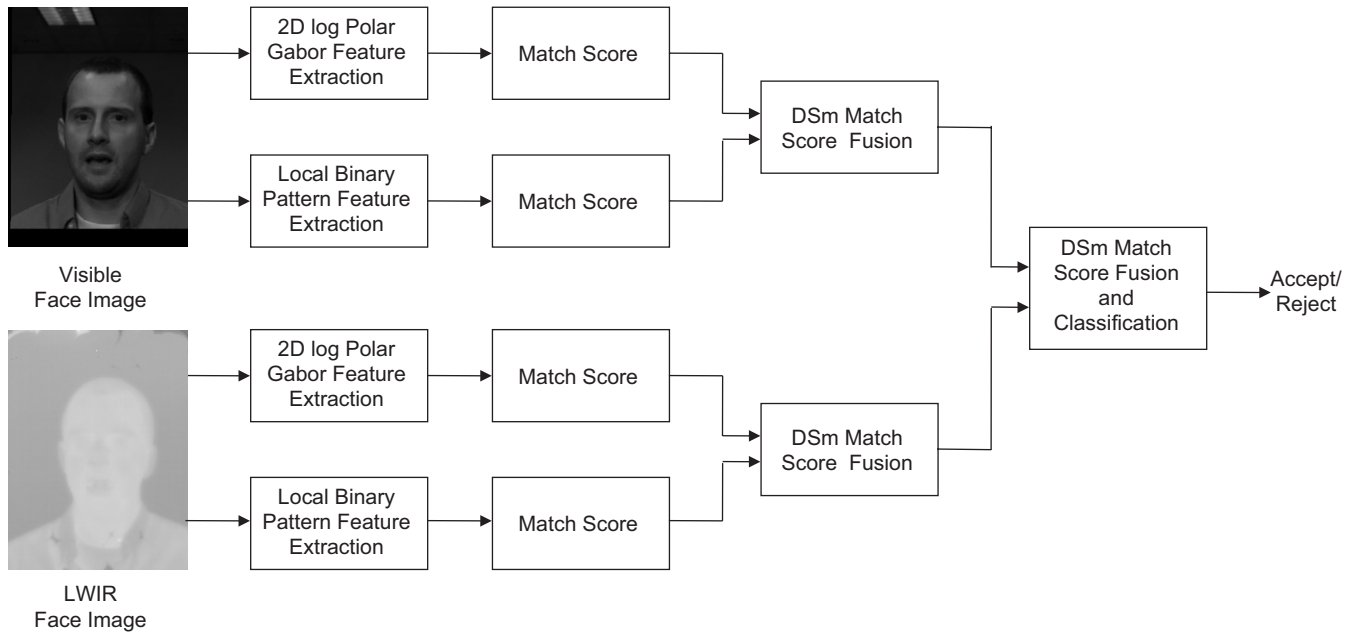 2D log Polar
Gabor Feature
Extraction
Match Score
DSm Match
Score Fusion
Local Binary
Pattern Feature
Extraction
Match Score
Visible
Face Image
DSm Match
Score Fusion
and
Classification
Accept/
Reject
2D log Polar
Gabor Feature
Extraction
Match Score
DSm Match
Score Fusion
Local Binary
Pattern Feature
Extraction
Match Score
LWIR
Face Image